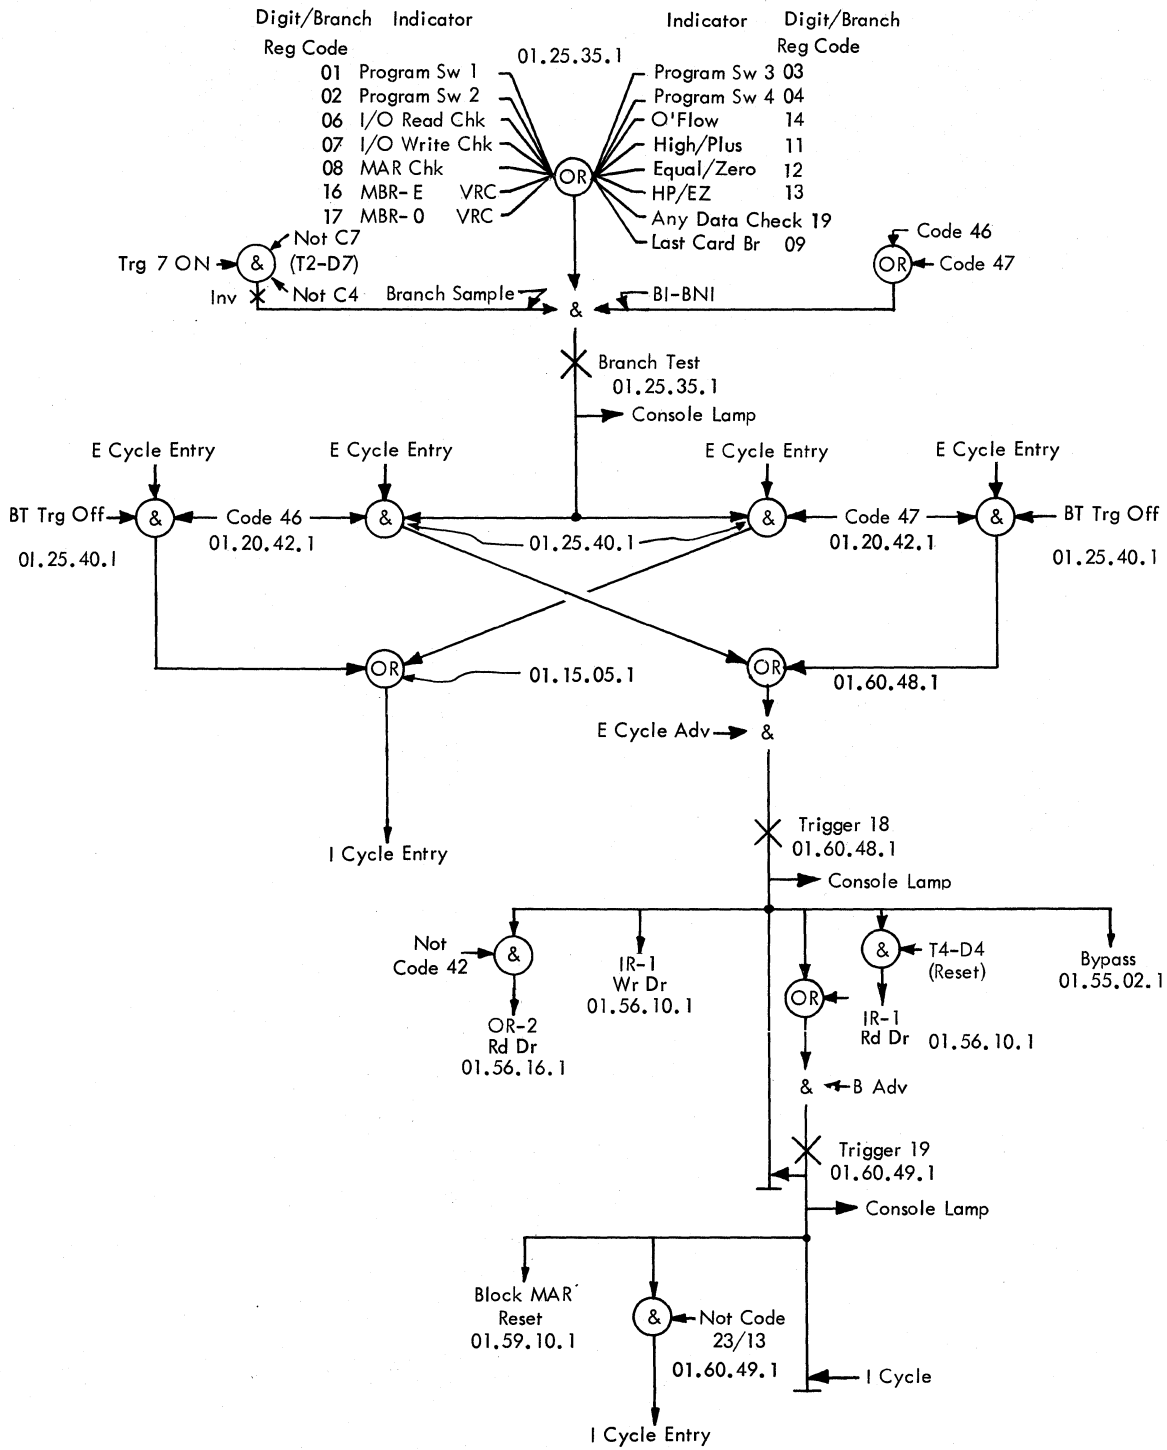 Digit/Branch Indicator Indicator Digit/Branch
Reg Code 01.25.35.1 Reg Code
01 Program Sw 1 Program Sw 3 03
02 Program Sw 2 Program Sw 4 04
06 I/O Read Chk O'Flow 14
07 I/O Write Chk High/Plus 11
08 MAR Chk OR Equal/Zero 12
16 MBR-E VRC HP/EZ 13
17 MBR-0 VRC Any Data Check 19
Last Card Br 09
Not C7 Code 46
Trg 7 ON & (T2-D7) OR Code 47
Inv Not C4 Branch Sample & BI-BNI
Branch Test
01.25.35.1
Console Lamp
E Cycle Entry E Cycle Entry E Cycle Entry E Cycle Entry
BT Trg Off & Code 46 & & Code 47 & BT Trg Off
01.25.40.1 01.20.42.1 01.25.40.1 01.20.42.1 01.25.40.1
OR 01.15.05.1 OR 01.60.48.1
E Cycle Adv &
Trigger 18
01.60.48.1
I Cycle Entry
Console Lamp
Not
Code 42 & IR-1
Wr Dr
01.56.10.1
& T4-D4
(Reset)
Bypass
01.55.02.1
OR
OR-2
Rd Dr
01.56.16.1
IR-1
Rd Dr 01.56.10.1
& B Adv
Trigger 19
01.60.49.1
Console Lamp
Block MAR
Reset
01.59.10.1
& Not Code
23/13
01.60.49.1
I Cycle
I Cycle Entry